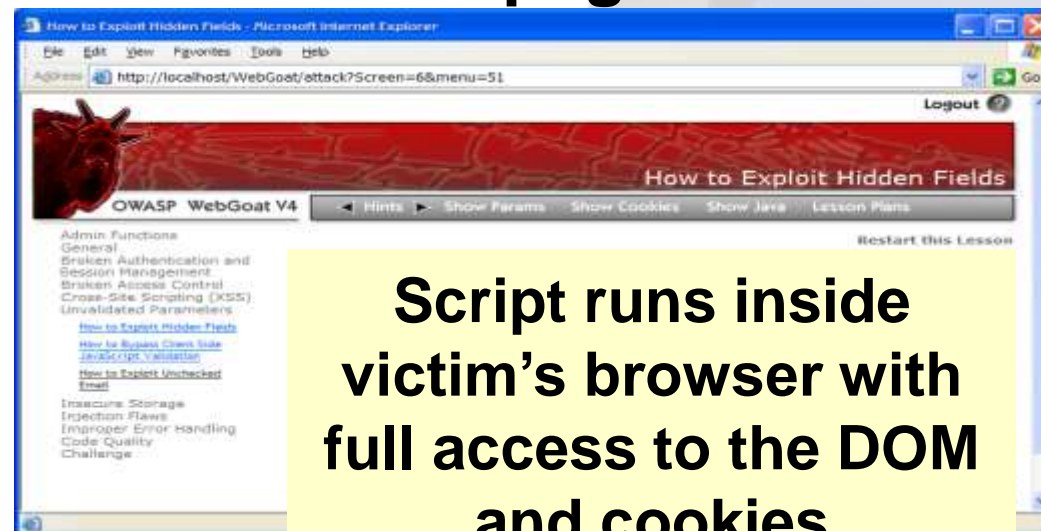 How to Exploit Hidden Fields - Microsoft Internet Explorer
File Edit View Favorites Tools Help
Address http://localhost/WebGoat/attack?Screen=6&menu=51 Go
Logout
How to Exploit Hidden Fields
OWASP WebGoat V4 Hints Show Params Show Cookies Show Java Lesson Plans
Restart this Lesson
Admin Functions
General
Broken Authentication and
Session Management
Broken Access Control
Cross-Site Scripting (XSS)
Unvalidated Parameters
How to Exploit Hidden Fields
How to Bypass Client Side
JavaScript Validation
How to Exploit Unchecked
Email
Insecure Storage
Injection Flaws
Improper Error Handling
Code Quality
Challenge
Script runs inside
victim's browser with
full access to the DOM
and cookies